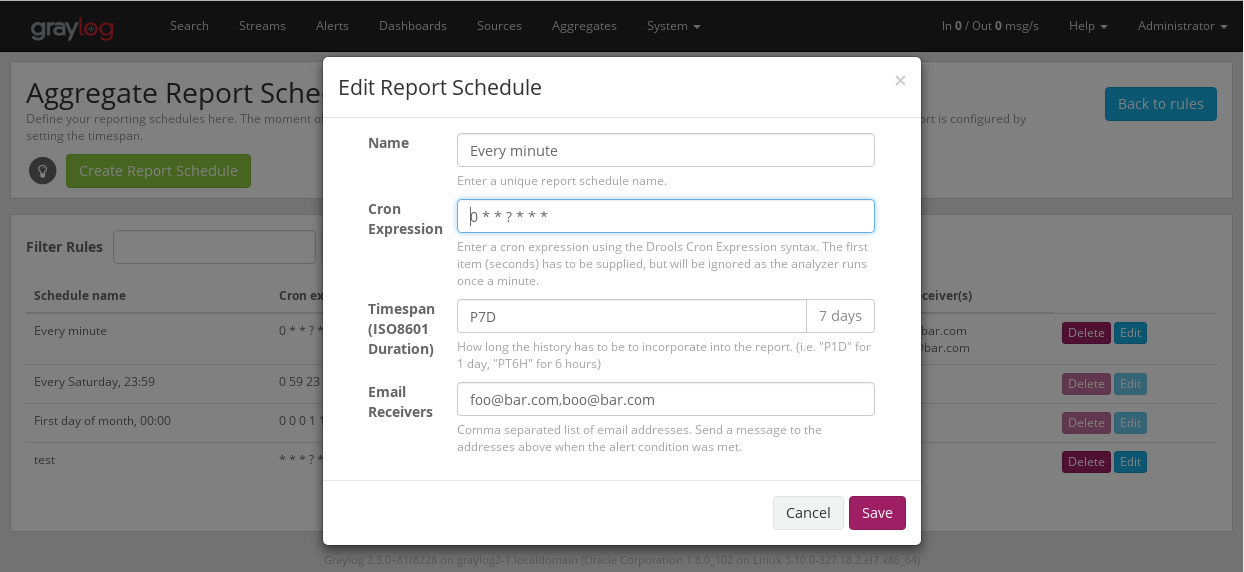 graylog Search Streams Alerts Dashboards Sources Aggregates System In 0 / Out 0 msg/s Help Administrator
Edit Report Schedule ×
Aggregate Report Sche
Define your reporting schedules here. The moment of
setting the timespan.
ort is configured by
Back to rules
Create Report Schedule
Name
Every minute
Enter a unique report schedule name.
Cron
Expression
0 * * ? * * *
Enter a cron expression using the Drools Cron Expression syntax. The first
item (seconds) has to be supplied, but will be ignored as the analyzer runs
once a minute.
Timespan
(ISO8601
Duration)
P7D
7 days
How long the history has to be to incorporate into the report. (i.e. "P1D" for
1 day, "PT6H" for 6 hours)
Email
Receivers
foo@bar.com,boo@bar.com
Comma separated list of email addresses. Send a message to the
addresses above when the alert condition was met.
Cancel Save
Filter Rules
Schedule name Cron ex ceiver(s)
Every minute 0 * * ? * bar.com Delete Edit
bar.com
Every Saturday, 23:59 0 59 23 Delete Edit
First day of month, 00:00 0 0 0 1 1 Delete Edit
test * * * ? * Delete Edit
Graylog 2.3.0+81f8228 on graylog2-1.localdomain (Oracle Corporation 1.8.0_102 on Linux 3.10.0-327.18.2.el7.x86_64)